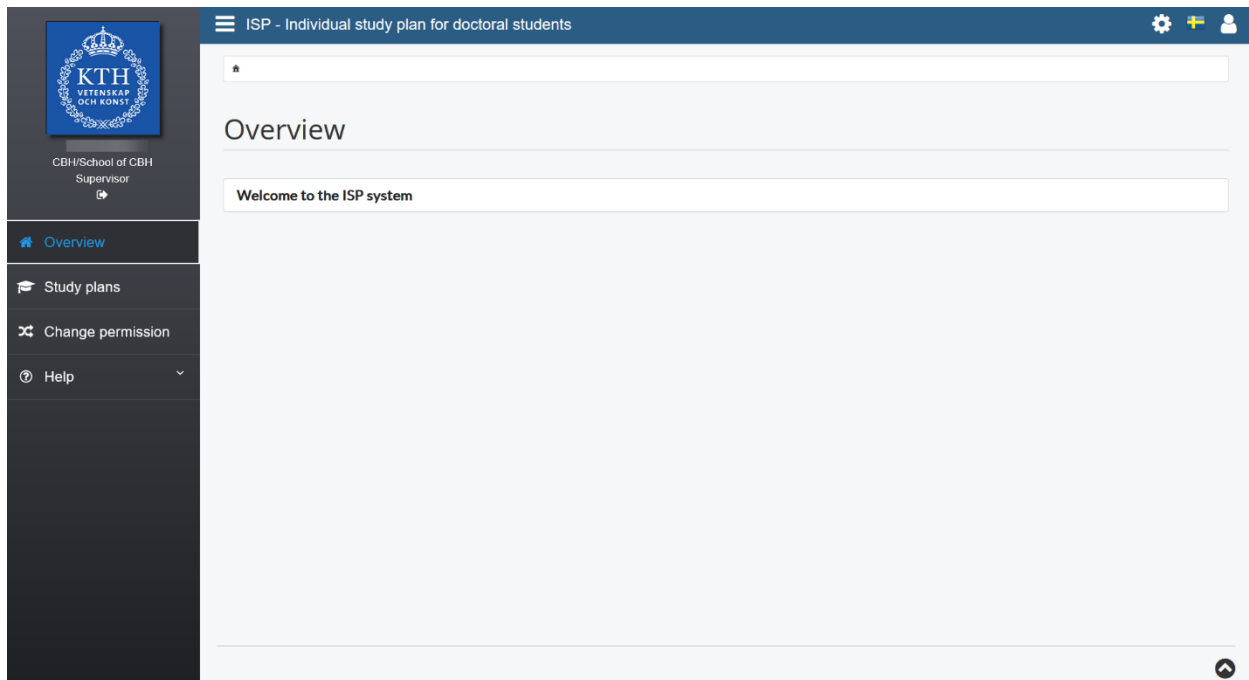 ISP - Individual study plan for doctoral students
KTH
VETENSKAP
OCH KONST
CBH/School of CBH
Supervisor
Overview
Study plans
Change permission
Help
Overview
Welcome to the ISP system